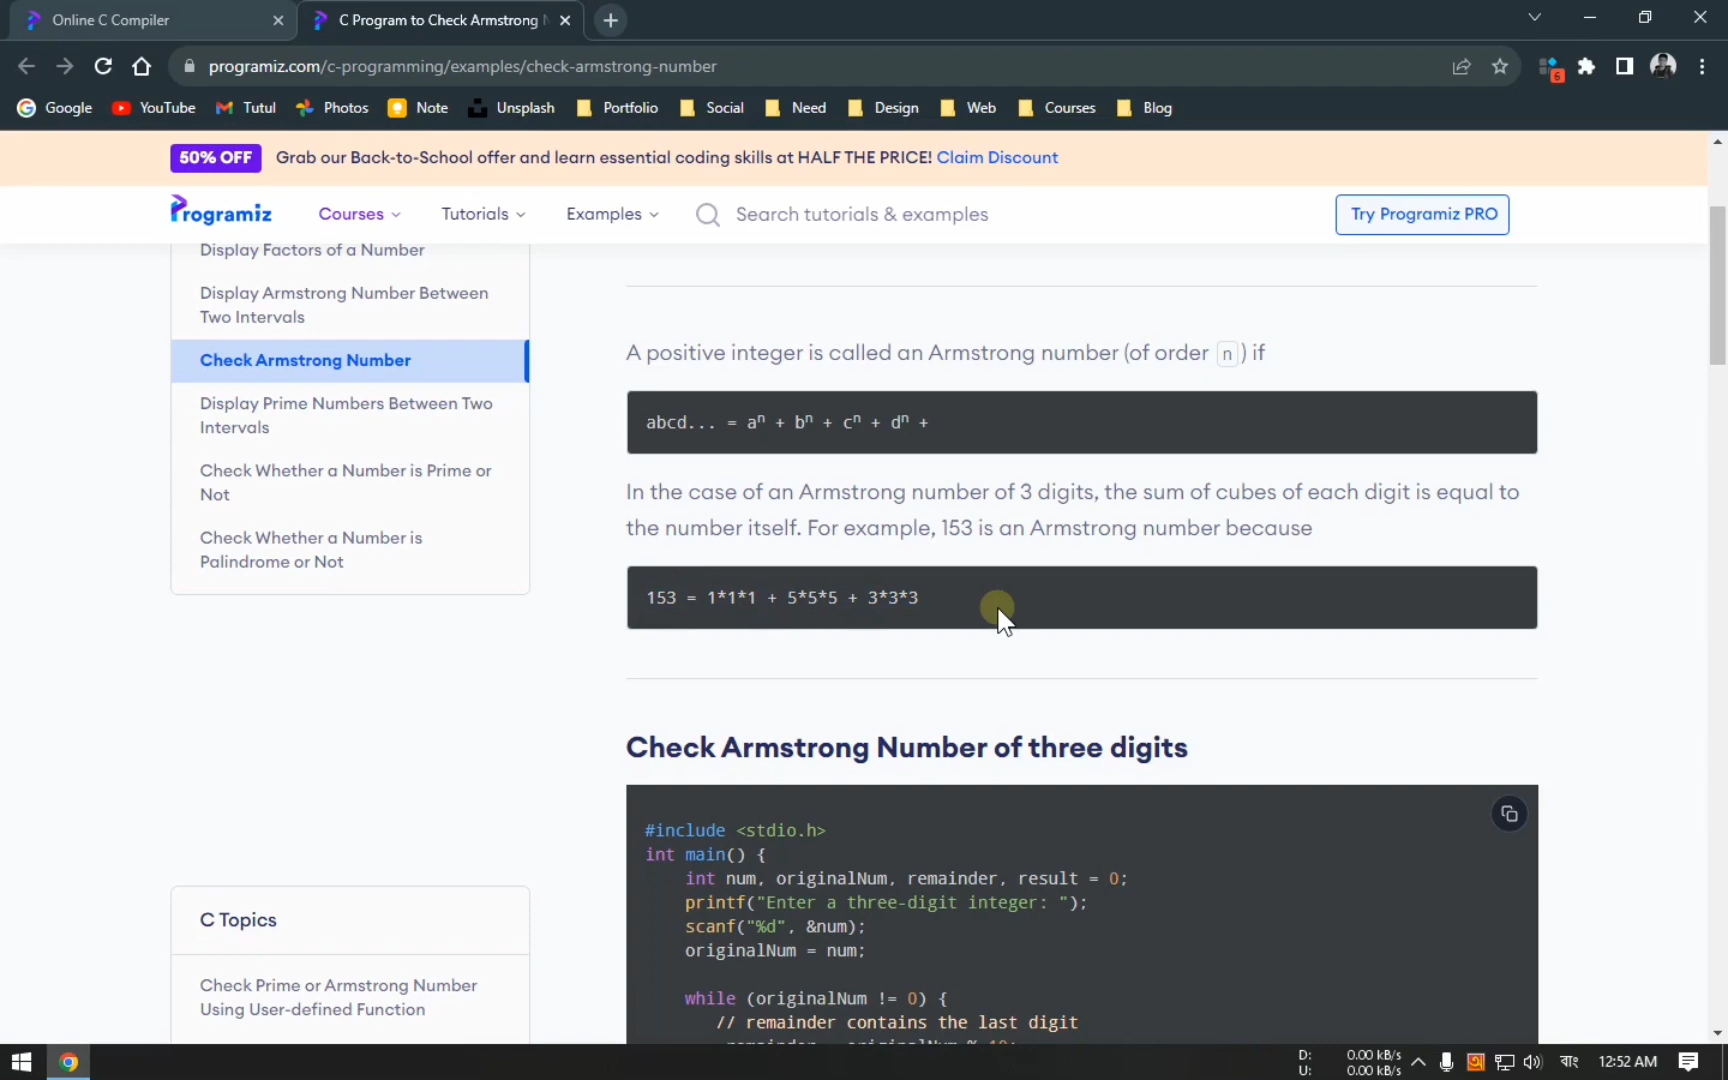 Online C Compiler
C Program to Check Armstrong N
programiz.com/c-programming/examples/check-armstrong-number
6
Google YouTube Tutul Photos Note Unsplash Portfolio Social Need Design Web Courses Blog
50% OFF Grab our Back-to-School offer and learn essential coding skills at HALF THE PRICE! Claim Discount
Programiz Courses Tutorials Examples Search tutorials & examples Try Programiz PRO
Display Factors of a Number
Display Armstrong Number Between
Two Intervals
Check Armstrong Number
Display Prime Numbers Between Two
Intervals
Check Whether a Number is Prime or
Not
Check Whether a Number is
Palindrome or Not
C Topics
Check Prime or Armstrong Number
Using User-defined Function
A positive integer is called an Armstrong number (of order n ) if
abcd... = aⁿ + bⁿ + cⁿ + dⁿ +
In the case of an Armstrong number of 3 digits, the sum of cubes of each digit is equal to
the number itself. For example, 153 is an Armstrong number because
153 = 1*1*1 + 5*5*5 + 3*3*3
Check Armstrong Number of three digits
#include <stdio.h>
int main() {
int num, originalNum, remainder, result = 0;
printf("Enter a three-digit integer: ");
scanf("%d", &num);
originalNum = num;
while (originalNum != 0) {
// remainder contains the last digit
remainder = originalNum % 10;
D: 0.00 kB/s
U: 0.00 kB/s
বাং
12:52 AM